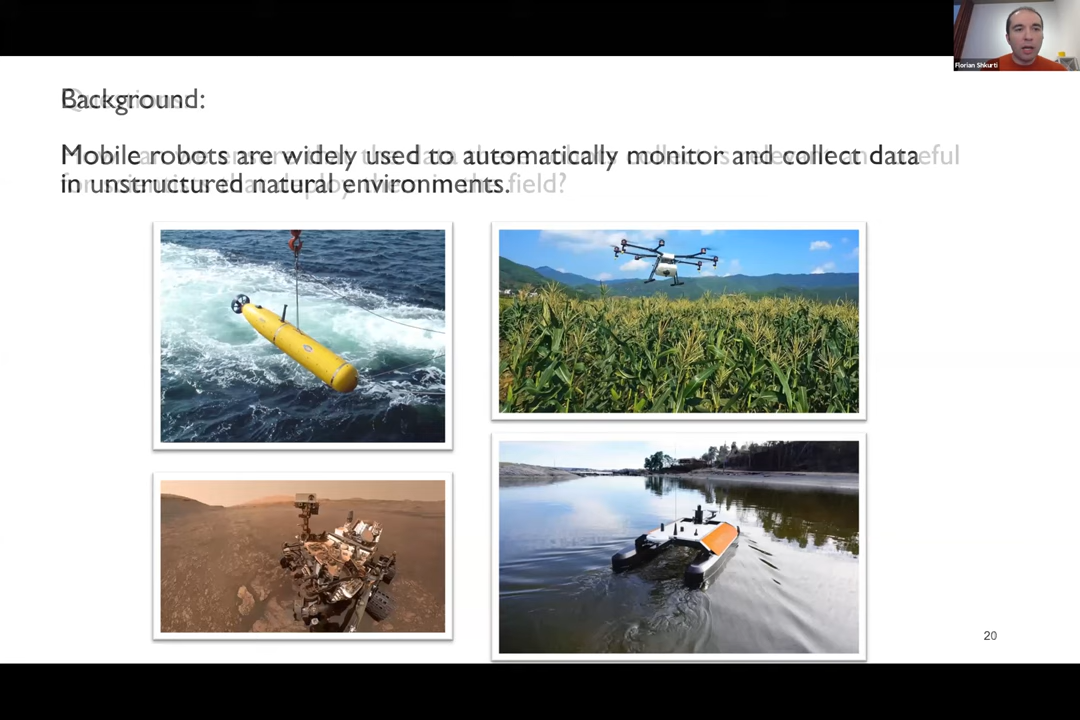 Florian Shkurti
Background:
Mobile robots are widely used to automatically monitor and collect data
in unstructured natural environments.
field?
20